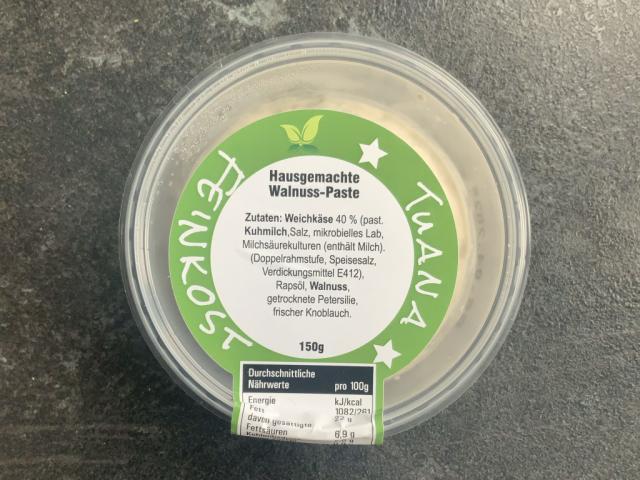 FEINKOST
TUANA
Hausgemachte
Walnuss-Paste
Zutaten: Weichkäse 40 % (past.
Kuhmilch,Salz, mikrobielles Lab,
Milchsäurekulturen (enthält Milch).
(Doppelrahmstufe, Speisesalz,
Verdickungsmittel E412),
Rapsöl, Walnuss,
getrocknete Petersilie,
frischer Knoblauch.
150g
Durchschnittliche
Nährwerte pro 100g
Energie kJ/kcal
1082/261
Fett
davon gesättigte
Fettsäuren 6,9 g